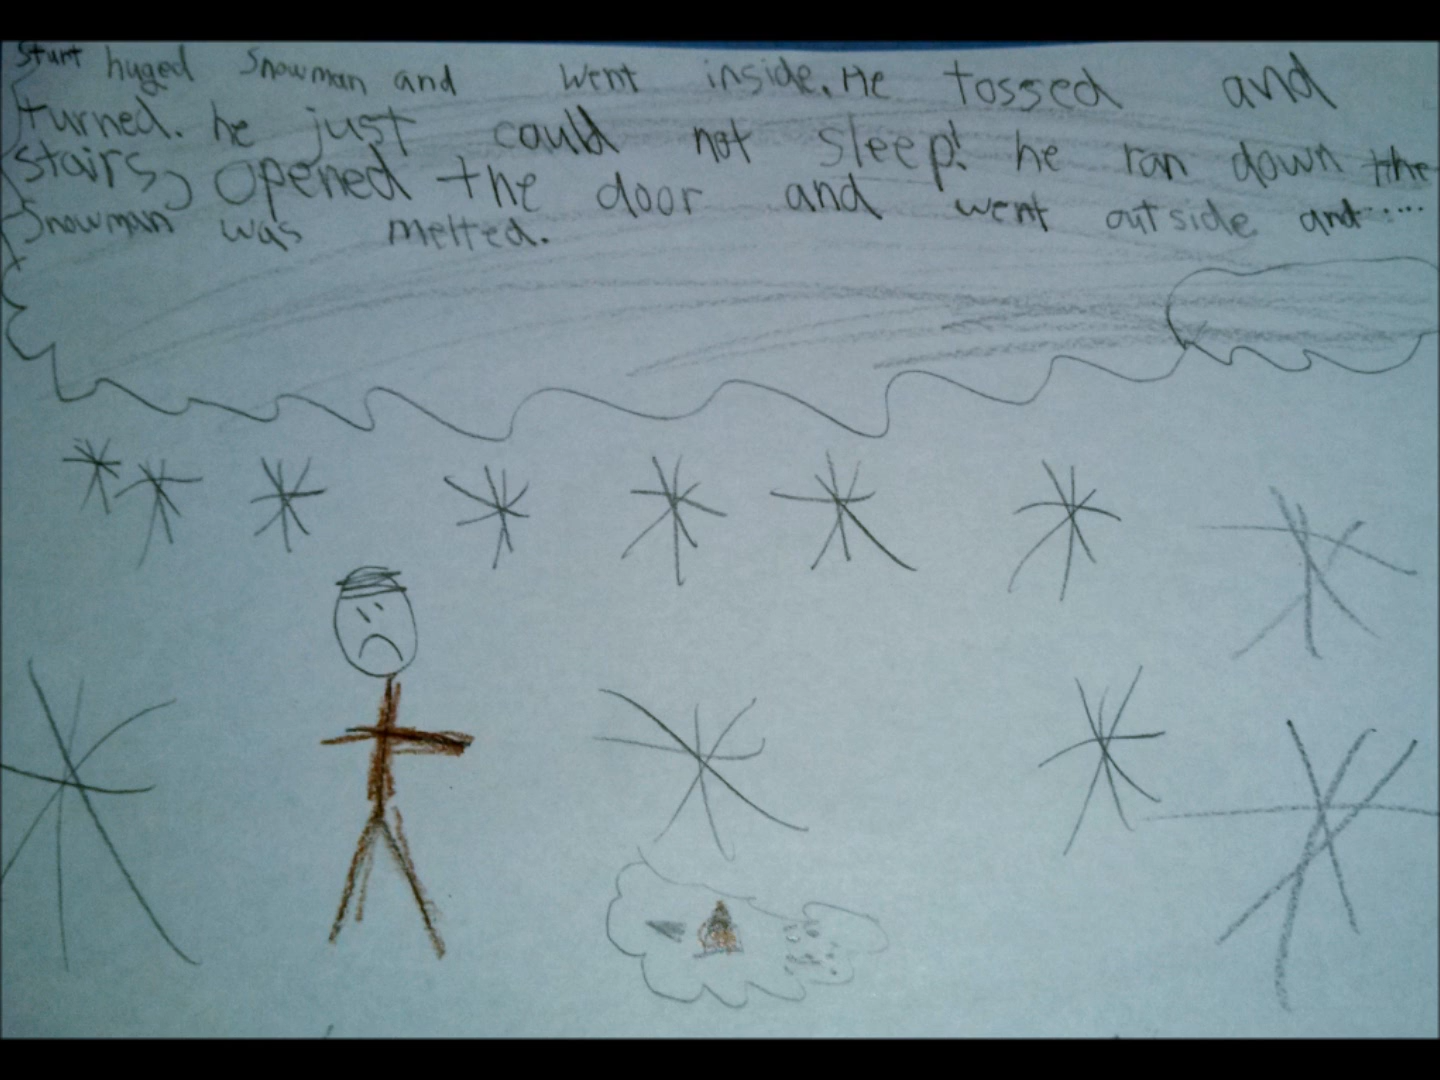 Sturt huged Snowman and went inside. He tossed and
turned. he just could not sleep! he ran down the
stairs, opened the door and went outside and.....
Snowman was melted.